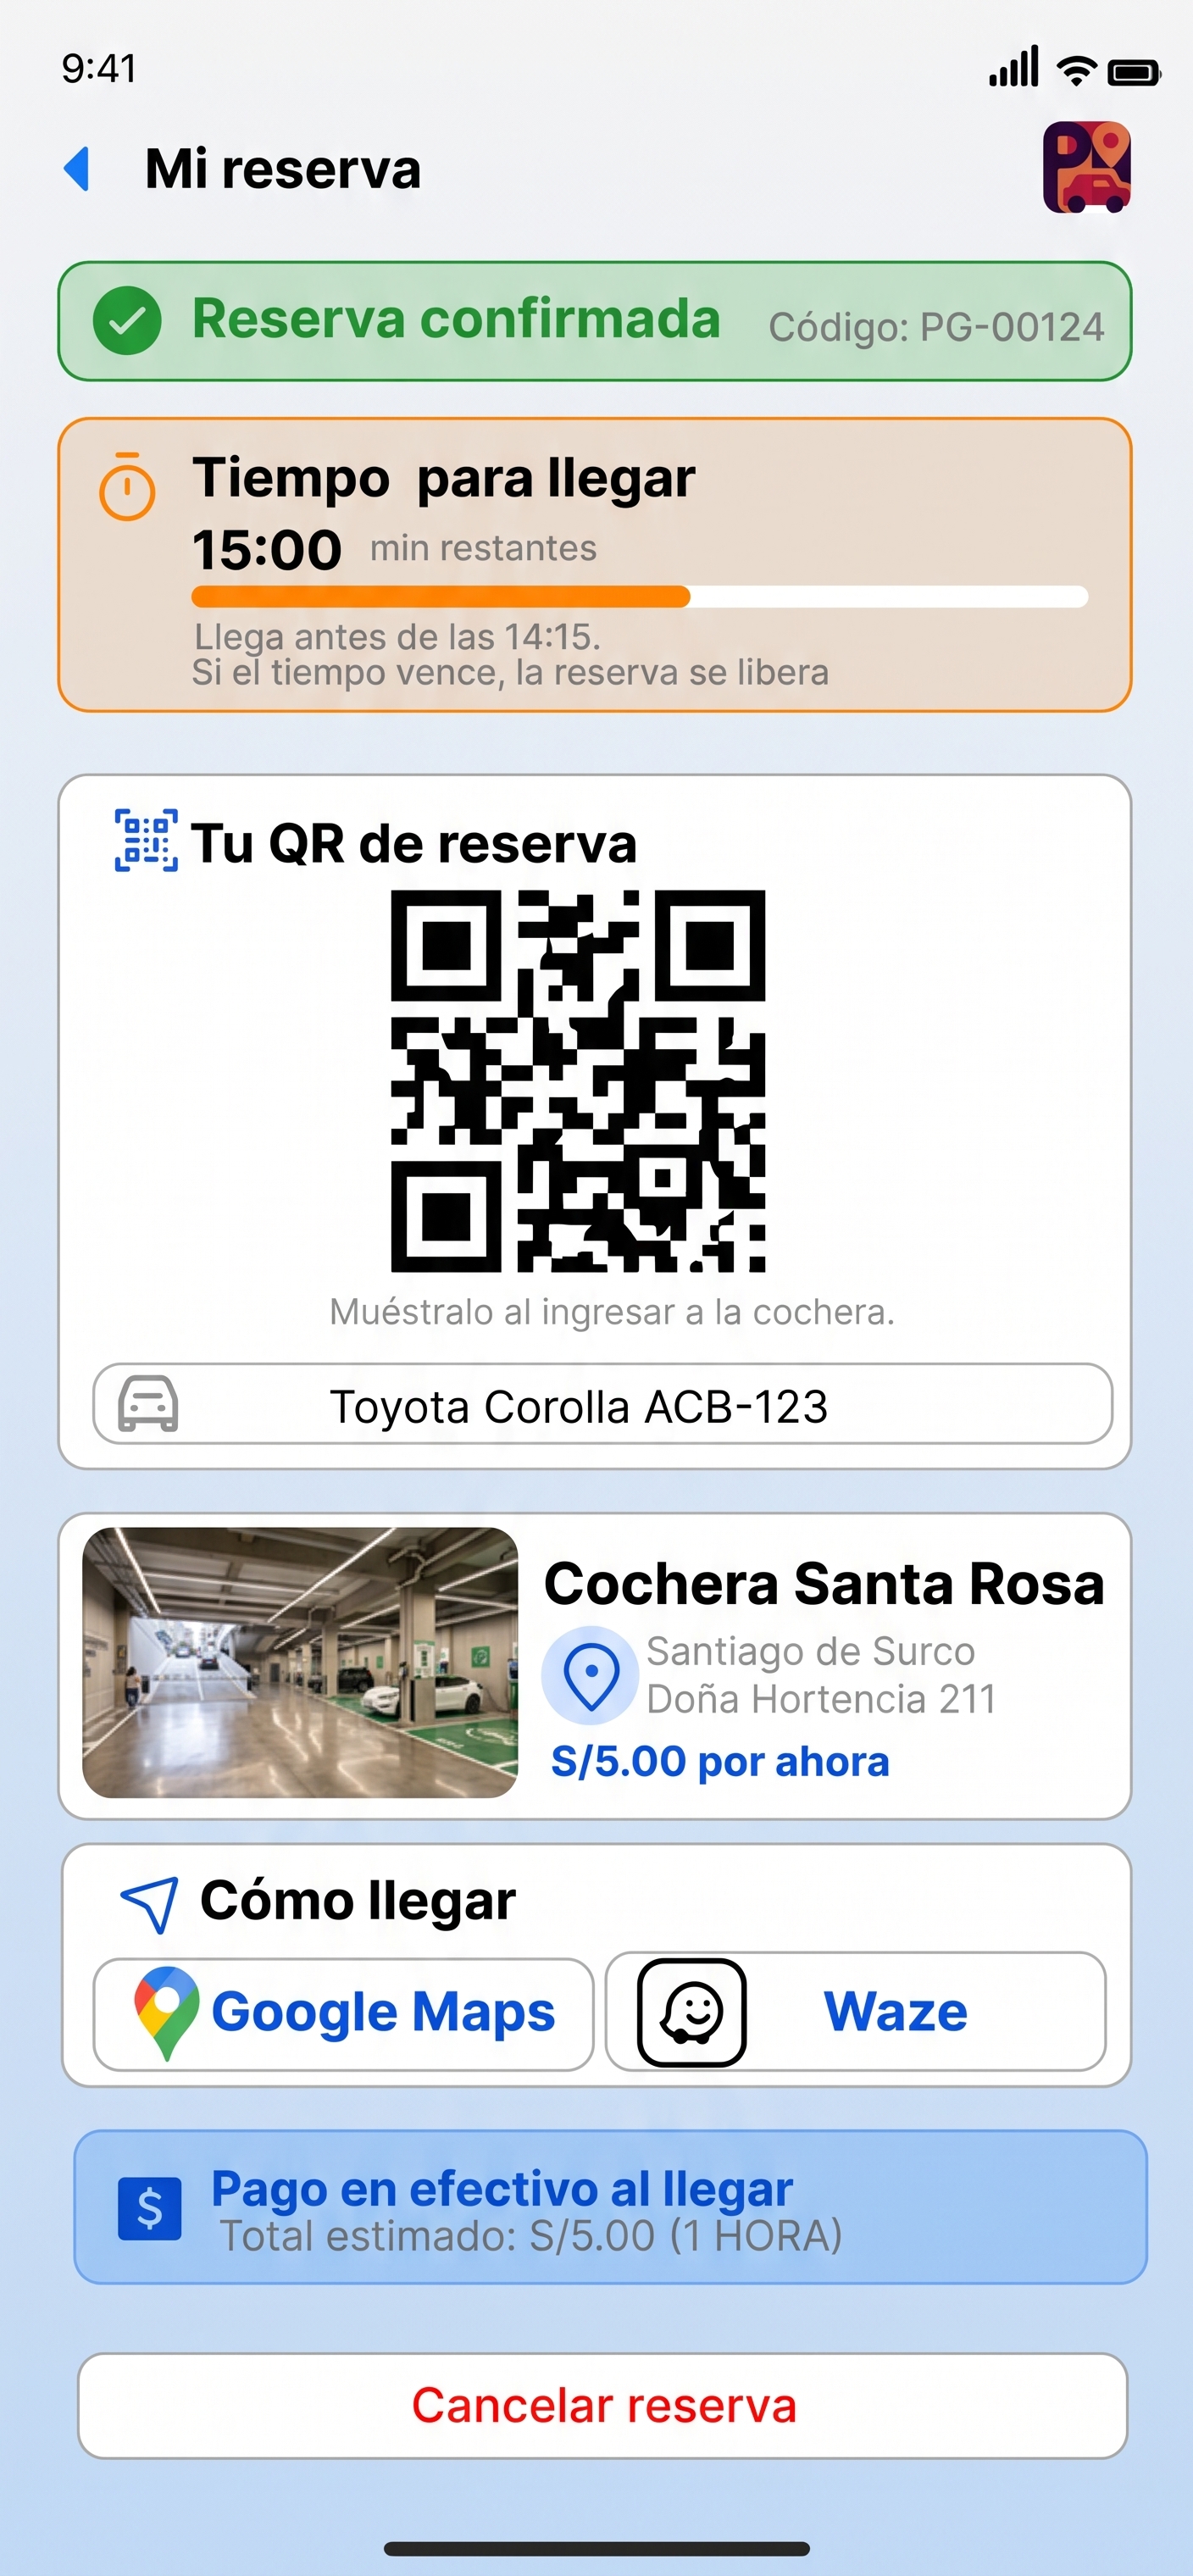 9:41
Mi reserva
Reserva confirmada
Código: PG-00124
Tiempo para llegar
15:00 min restantes
Llega antes de las 14:15.
Si el tiempo vence, la reserva se libera
Tu QR de reserva
Muéstralo al ingresar a la cochera.
Toyota Corolla ACB-123
Cochera Santa Rosa
Santiago de Surco
Doña Hortencia 211
S/5.00 por ahora
Cómo llegar
Google Maps
Waze
$
Pago en efectivo al llegar
Total estimado: S/5.00 (1 HORA)
Cancelar reserva